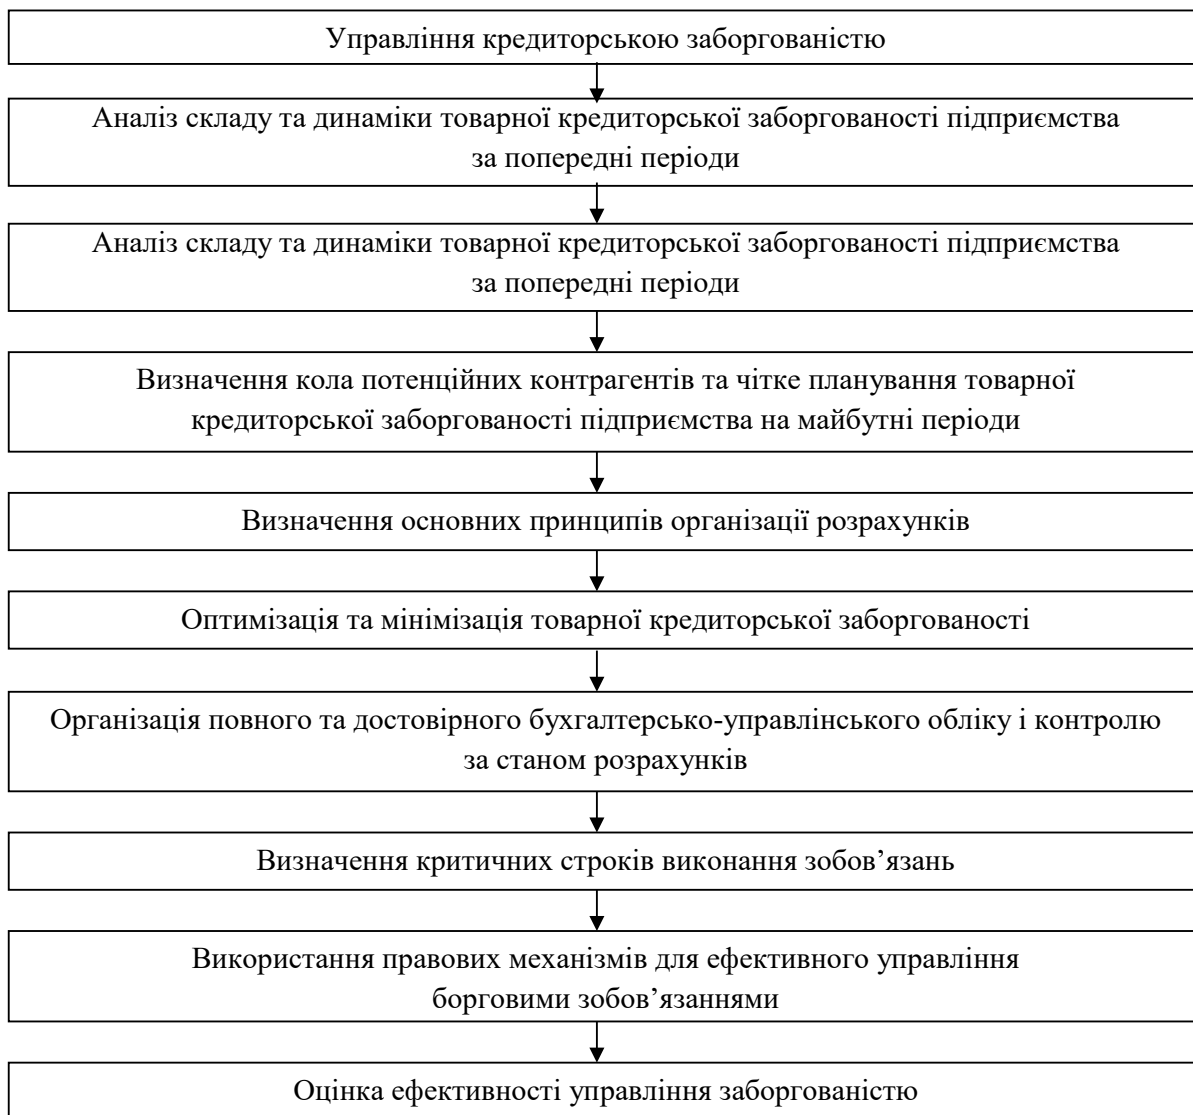 Управління кредиторською заборгованістю
Аналіз складу та динаміки товарної кредиторської заборгованості підприємства
за попередні періоди
Аналіз складу та динаміки товарної кредиторської заборгованості підприємства
за попередні періоди
Визначення кола потенційних контрагентів та чітке планування товарної
кредиторської заборгованості підприємства на майбутні періоди
Визначення основних принципів організації розрахунків
Оптимізація та мінімізація товарної кредиторської заборгованості
Організація повного та достовірного бухгалтерсько-управлінського обліку і контролю
за станом розрахунків
Визначення критичних строків виконання зобов’язань
Використання правових механізмів для ефективного управління
борговими зобов’язаннями
Оцінка ефективності управління заборгованістю